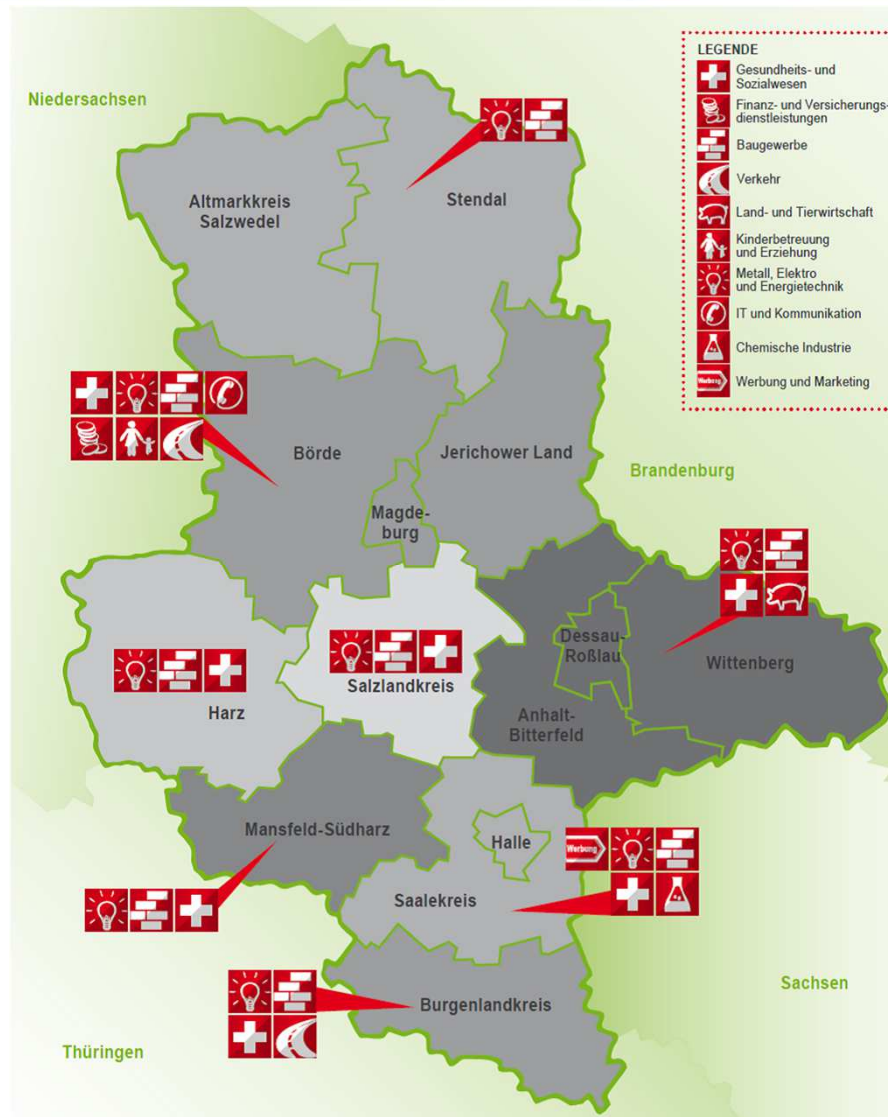 Niedersachsen
LEGENDE
Gesundheits- und
Sozialwesen
Finanz- und Versicherungs-
dienstleistungen
Baugewerbe
Verkehr
Land- und Tierwirtschaft
Kinderbetreuung
und Erziehung
Metall, Elektro
und Energietechnik
IT und Kommunikation
Chemische Industrie
Werbung
Werbung und Marketing
Altmarkkreis
Salzwedel
Stendal
Börde
Jerichower Land
Magde-
burg
Brandenburg
Dessau-
Roßlau
Wittenberg
Salzlandkreis
Harz
Anhalt-
Bitterfeld
Mansfeld-Südharz
Halle
Werbung
Saalekreis
Sachsen
Burgenlandkreis
Thüringen